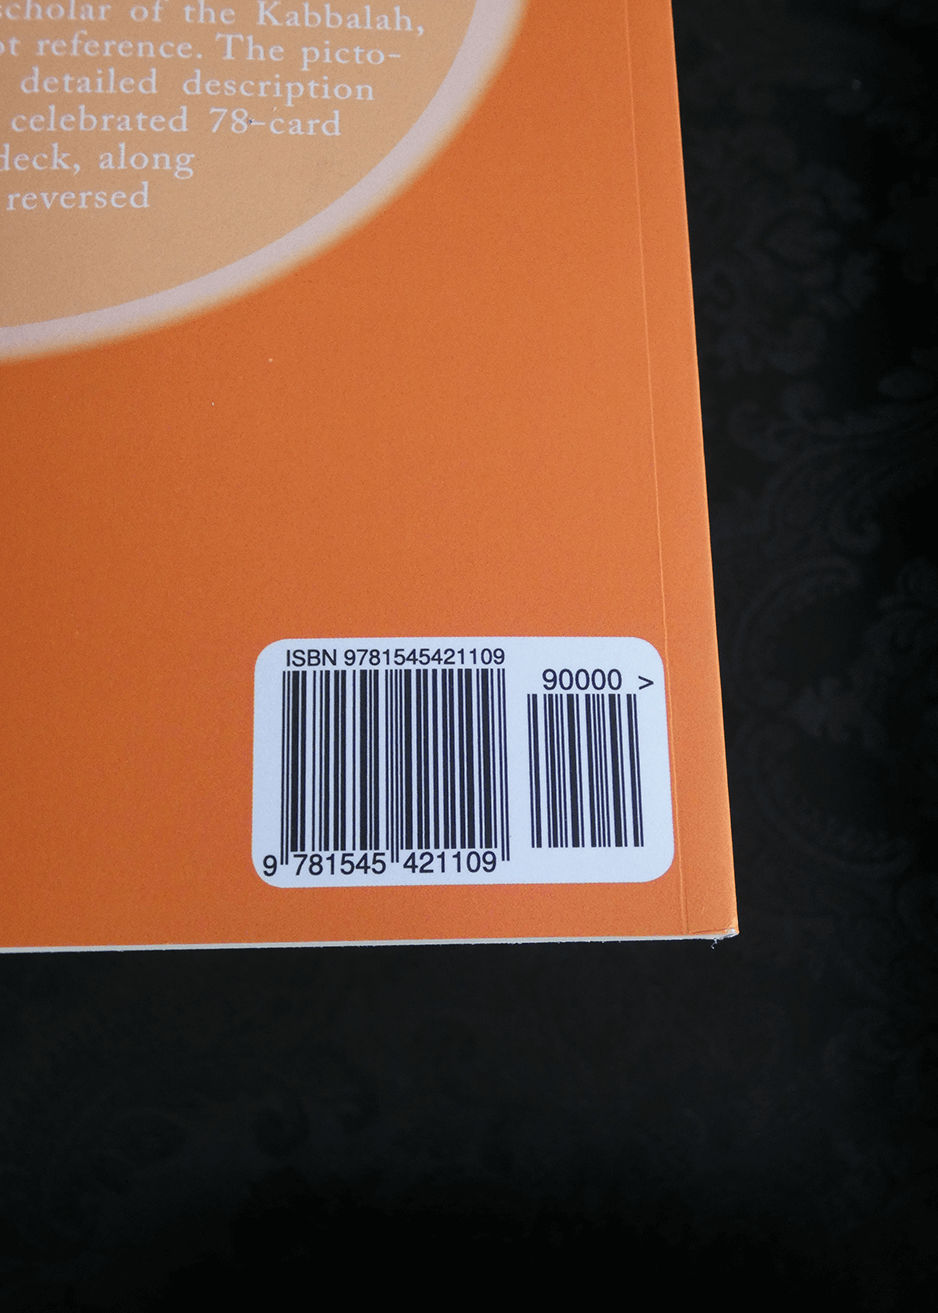 scholar of the Kabbalah,
reference. The picto-
detailed description
celebrated 78-card
deck, along
reversed
ISBN 9781545421109
90000 >
9 781545 421109